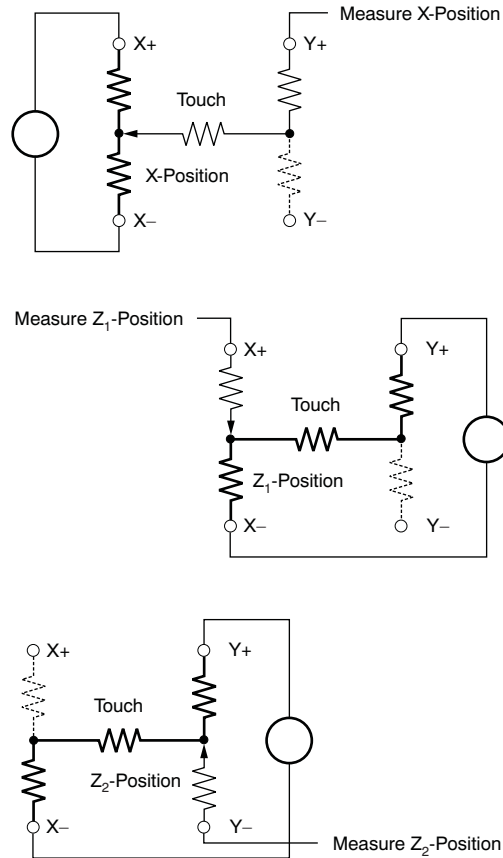 Measure X-Position
X+ Y+
Touch
X-Position
X– Y–
Measure Z₁-Position
X+ Y+
Touch
Z₁-Position
X– Y–
X+ Y+
Touch
Z₂-Position
X– Y–
Measure Z₂-Position